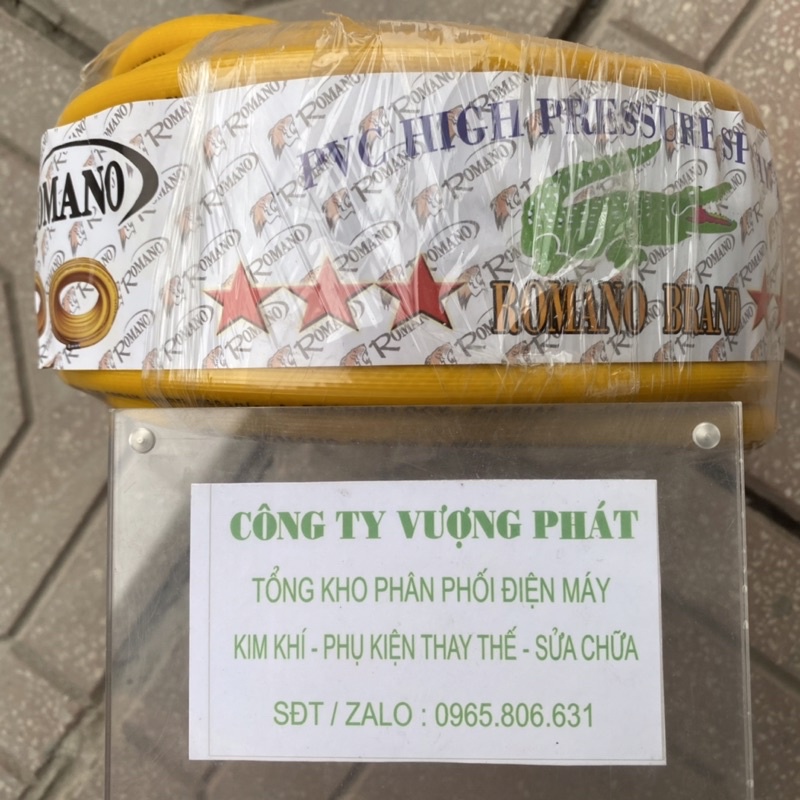 ROMANO
PVC HIGH PRESSURE SP
ROMANO BRAND
CÔNG TY VƯỢNG PHÁT
TỔNG KHO PHÂN PHỐI ĐIỆN MÁY
KIM KHÍ - PHỤ KIỆN THAY THẾ - SỬA CHỮA
SĐT / ZALO : 0965.806.631